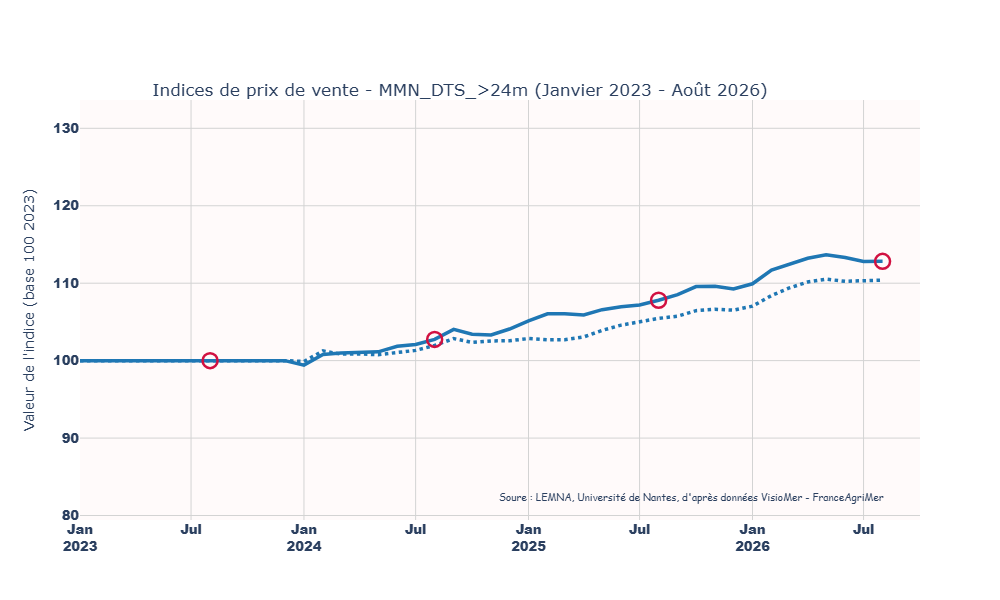 Indices de prix de vente - MMN_DTS_>24m (Janvier 2023 - Août 2026)
Valeur de l'indice (base 100 2023)
130
120
110
100
90
80
Soure : LEMNA, Université de Nantes, d'après données VisioMer - FranceAgriMer
Jan Jul Jan Jul Jan Jul Jan Jul
2023 2024 2025 2026